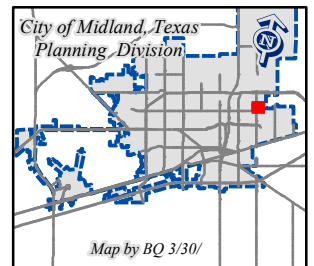 City of Midland, Texas
Planning Division
N
Map by BQ 3/30/